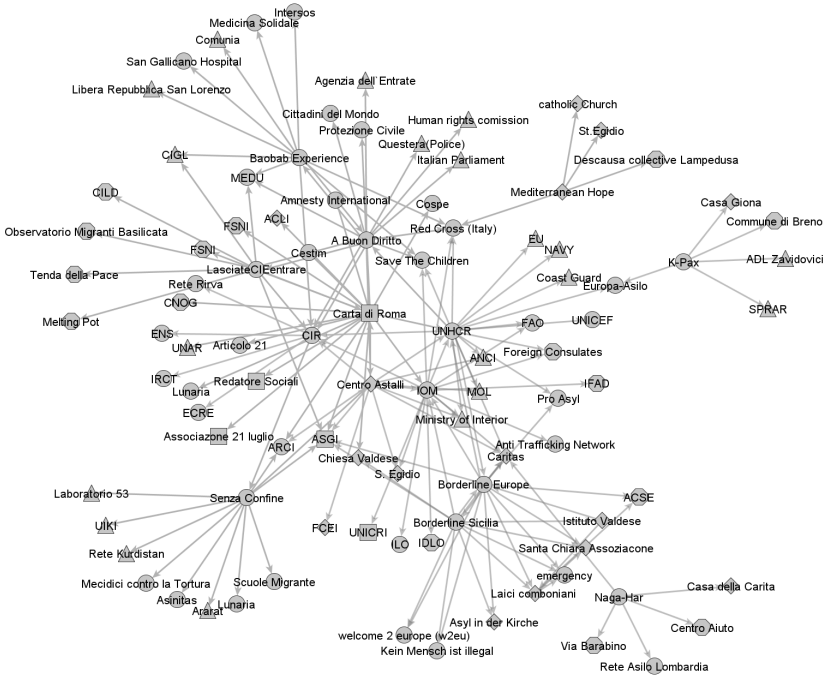 Intersos
Medicina Solidale
Comunia
San Gallicano Hospital
Libera Repubblica San Lorenzo
Agenzia dell'Entrate
catholic Church
Cittadini del Mondo
Human rights comission
Protezione Civile
St.Egidio
Questera(Police)
CIGL
Baobab Experience
Italian Parliament
Descausa collective Lampedusa
MEDU
CILD
Amnesty International
Mediterranean Hope
Cospe
Casa Giona
ACLI
FSNI
Red Cross (Italy)
Commune di Breno
Observatorio Migranti Basilicata
A Buon Diritto
EU
FSNI
Cestim
NAVY
Save The Children
K-Pax
ADL Zavidovici
LasciateCIEentrare
Tenda della Pace
Rete Rirva
Coast Guard
Europa-Asilo
CNOG
SPRAR
Melting Pot
Carta di Roma
FAO
UNICEF
ENS
CIR
UNHCR
UNAR
Articolo 21
Foreign Consulates
ANCI
IRCT
Redatore Sociali
Centro Astalli
IOM
IFAD
Lunaria
MOL
Pro Asyl
ECRE
Ministry of Interior
Associazone 21 luglio
ARCI
ASGI
Anti Trafficking Network
Chiesa Valdese
Caritas
S. Egidio
Borderline Europe
Laboratorio 53
Senza Confine
ACSE
UIKI
FCEI
UNICRI
Borderline Sicilia
Istituto Valdese
ILO
IDLO
Rete Kurdistan
Santa Chiara Assoziacone
emergency
Mecidici contro la Tortura
Scuole Migrante
Laici comboniani
Naga-Har
Casa della Carita
Asinitas
Lunaria
Ararat
Asyl in der Kirche
Centro Aiuto
welcome 2 europe (w2eu)
Via Barabino
Kein Mensch ist illegal
Rete Asilo Lombardia